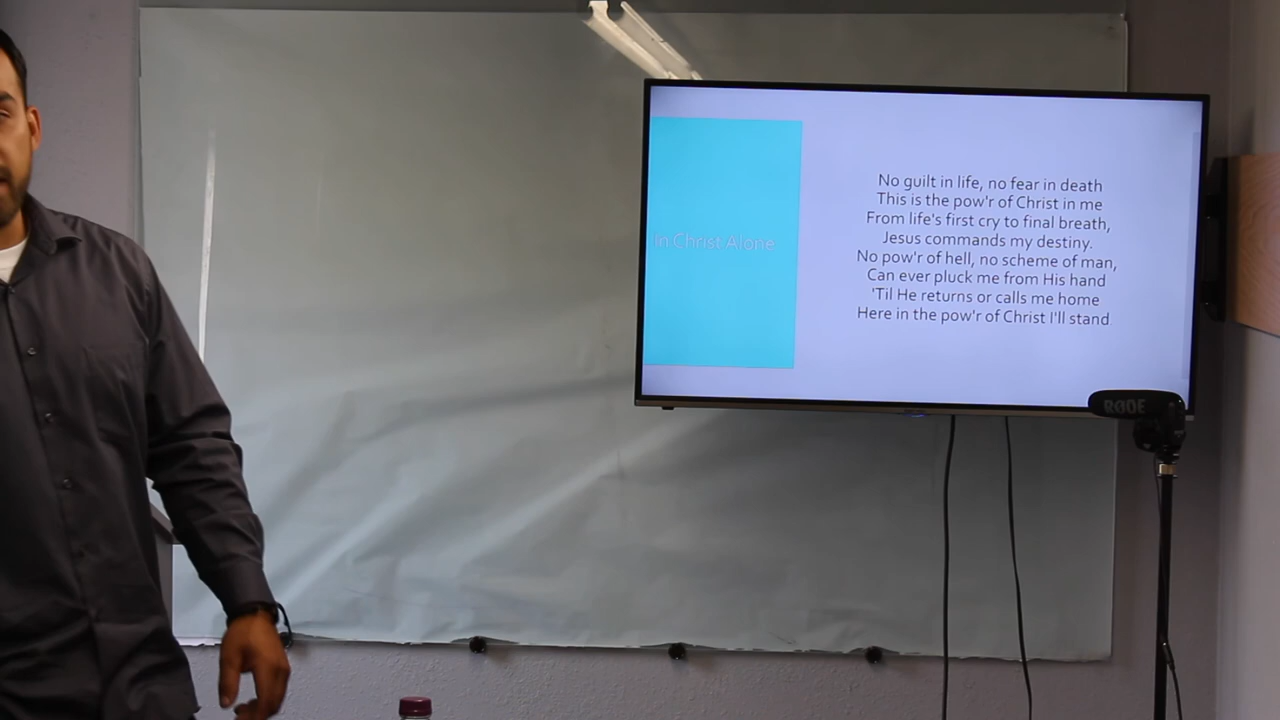 In Christ Alone
No guilt in life, no fear in death
This is the pow'r of Christ in me
From life's first cry to final breath,
Jesus commands my destiny.
No pow'r of hell, no scheme of man,
Can ever pluck me from His hand
'Til He returns or calls me home
Here in the pow'r of Christ I'll stand.
RØDE